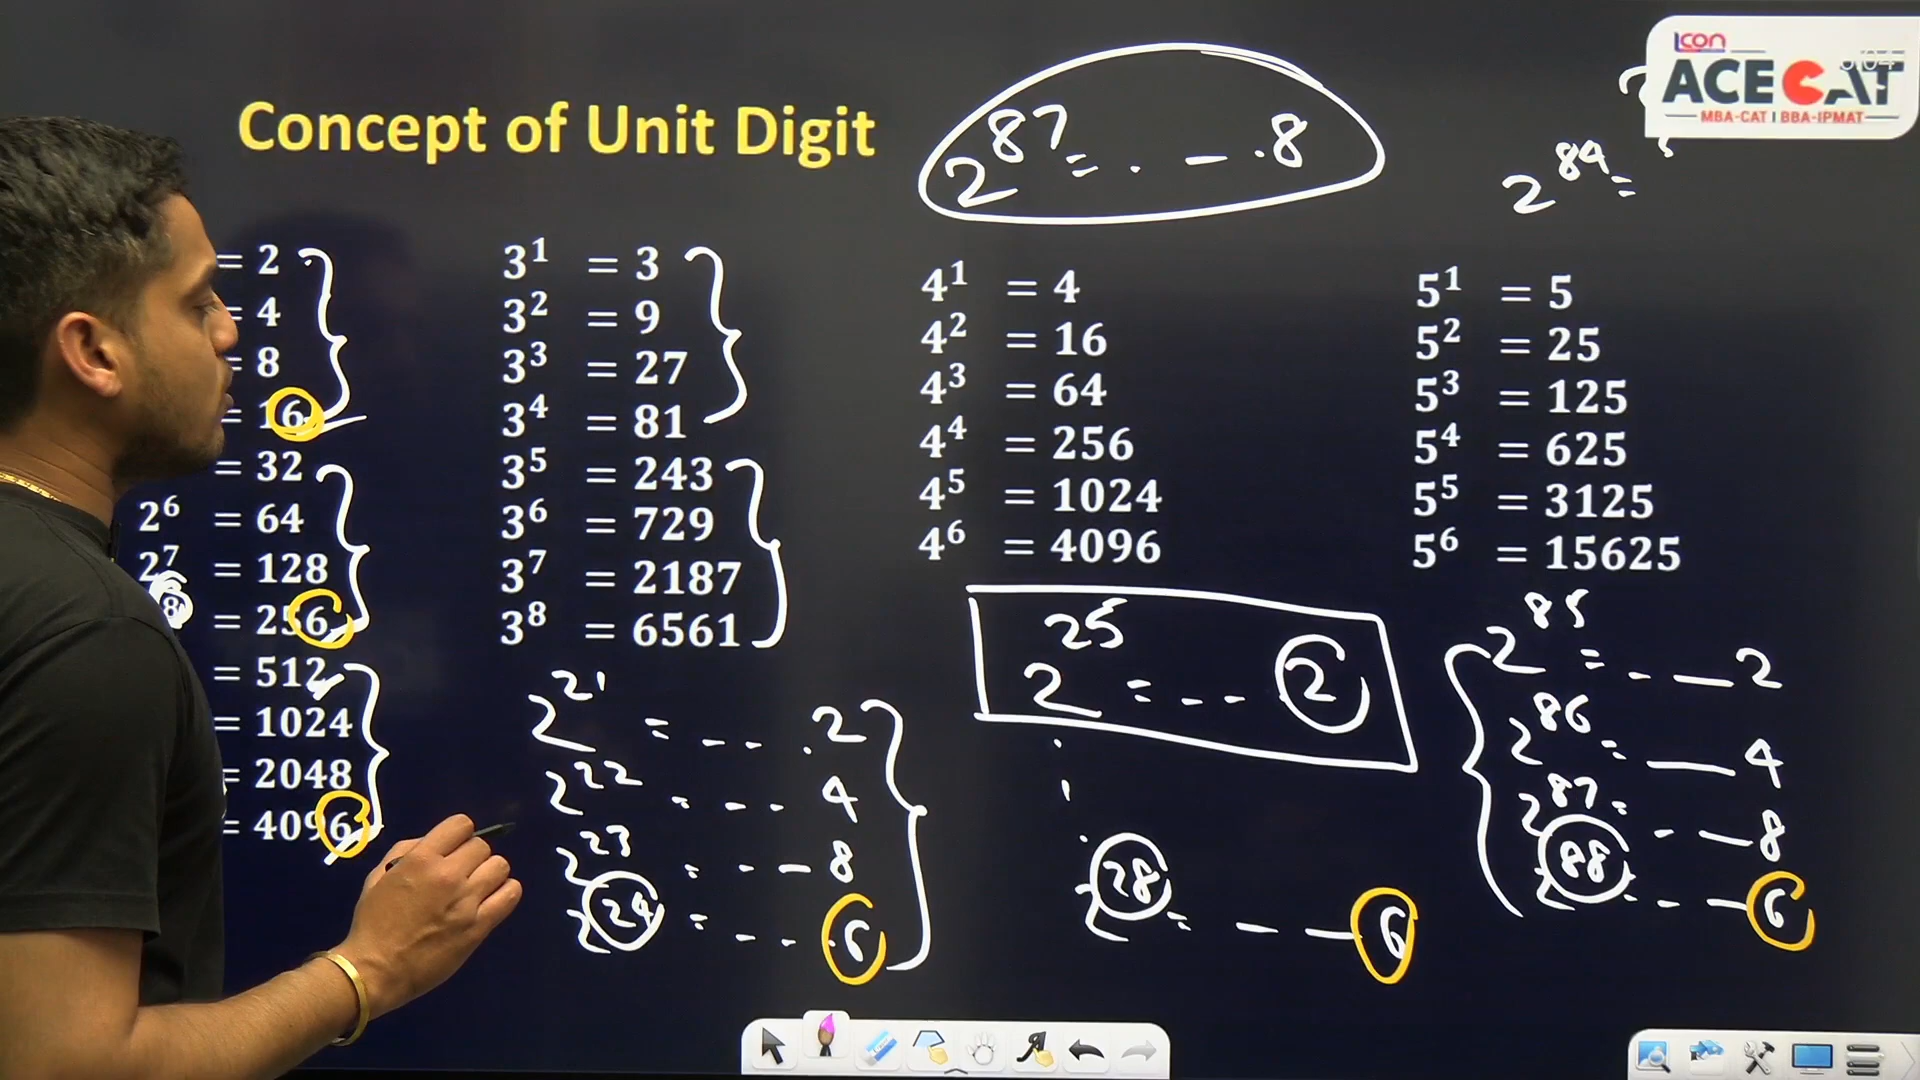 Icon
ACE CAT
MBA-CAT | BBA-IPMAT
Concept of Unit Digit
2^87 = . – .8
2^84 =
= 2
= 4
= 8
= 16
= 32
2^6 = 64
2^7 = 128
8 = 256
= 512
= 1024
= 2048
= 4096
3^1 = 3
3^2 = 9
3^3 = 27
3^4 = 81
3^5 = 243
3^6 = 729
3^7 = 2187
3^8 = 6561
4^1 = 4
4^2 = 16
4^3 = 64
4^4 = 256
4^5 = 1024
4^6 = 4096
5^1 = 5
5^2 = 25
5^3 = 125
5^4 = 625
5^5 = 3125
5^6 = 15625
2^21 = -- .2
2^22 = --- 4
2^23 = --– 8
2^24 = -- .6
2^25 = -- 2
2^28 = – – 6
2^85 = - – 2
2^86 = – 4
2^87 = - – 8
2^88 = -- – 6